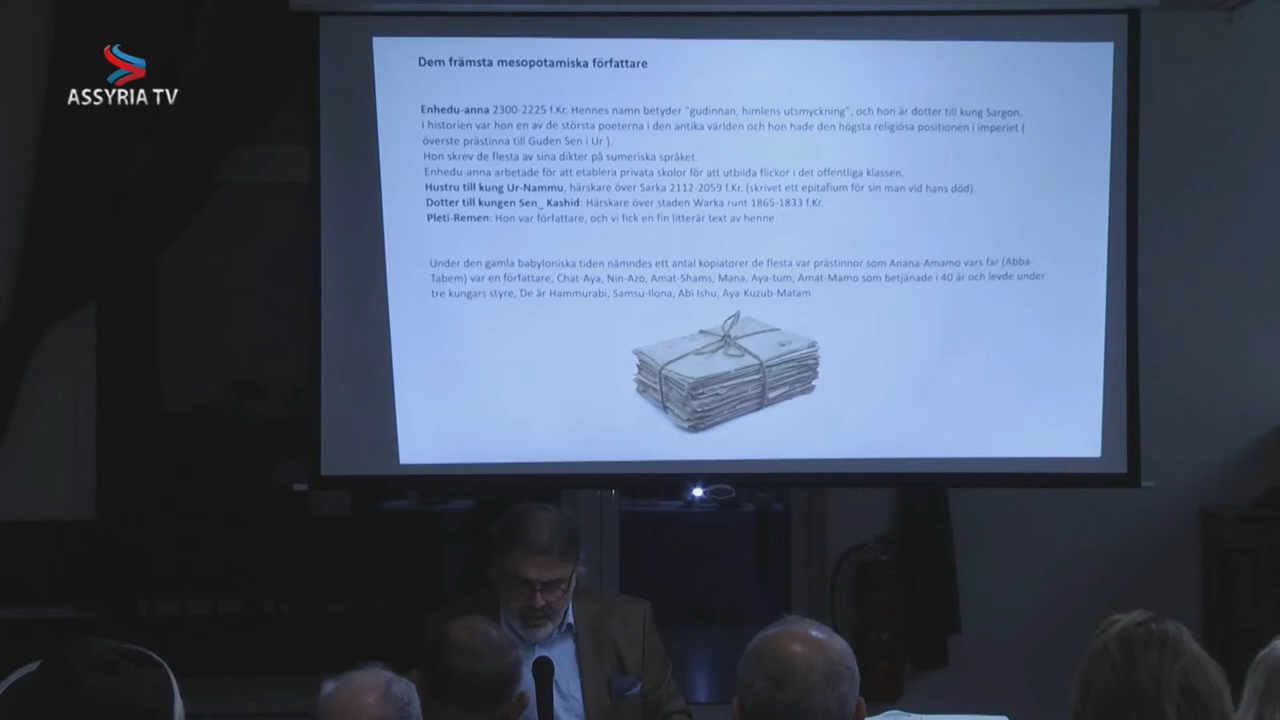 ASSYRIA TV
Dem främsta mesopotamiska författare
Enhedu-anna 2300-2225 f.Kr. Hennes namn betyder "gudinnan, himlens utsmyckning", och hon är dotter till kung Sargon.
I historien var hon en av de största poeterna i den antika världen och hon hade den högsta religiösa positionen i imperiet (
överste prästinna till Guden Sen i Ur ).
Hon skrev de flesta av sina dikter på sumeriska språket.
Enhedu-anna arbetade för att etablera privata skolor för att utbilda flickor i det offentliga klassen.
Hustru till kung Ur-Nammu, härskare över Sarka 2112-2059 f.Kr. (skrivet ett epitafium för sin man vid hans död).
Dotter till kungen Sen_ Kashid: Härskare över staden Warka runt 1865-1833 f.Kr.
Pleti-Remen: Hon var författare, och vi fick en fin litterär text av henne.
Under den gamla babyloniska tiden nämndes ett antal kopiatorer de flesta var prästinnor som Anana-Amamo vars far (Abba-
Tabem) var en författare, Chat-Aya, Nin-Azo, Amat-Shams, Mana, Aya-tum, Amat-Mamo som betjänade i 40 år och levde under
tre kungars styre, De är Hammurabi, Samsu-Ilona, Abi Ishu, Aya-Kuzub-Matam